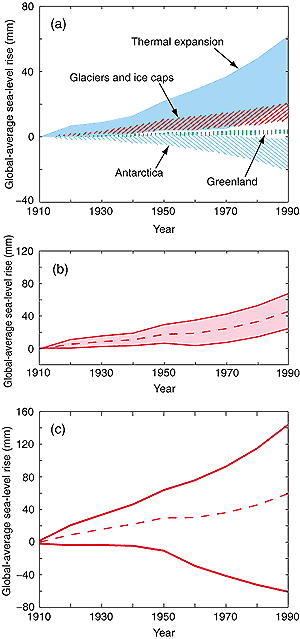 (a)
Global-average sea-level rise (mm)
80
40
0
−40
Thermal expansion
Glaciers and ice caps
Antarctica
Greenland
1910 1930 1950 1970 1990
Year
(b)
Global-average sea-level rise (mm)
120
80
40
0
1910 1930 1950 1970 1990
Year
(c)
Global-average sea-level rise (mm)
160
120
80
40
0
−40
−80
1910 1930 1950 1970 1990
Year